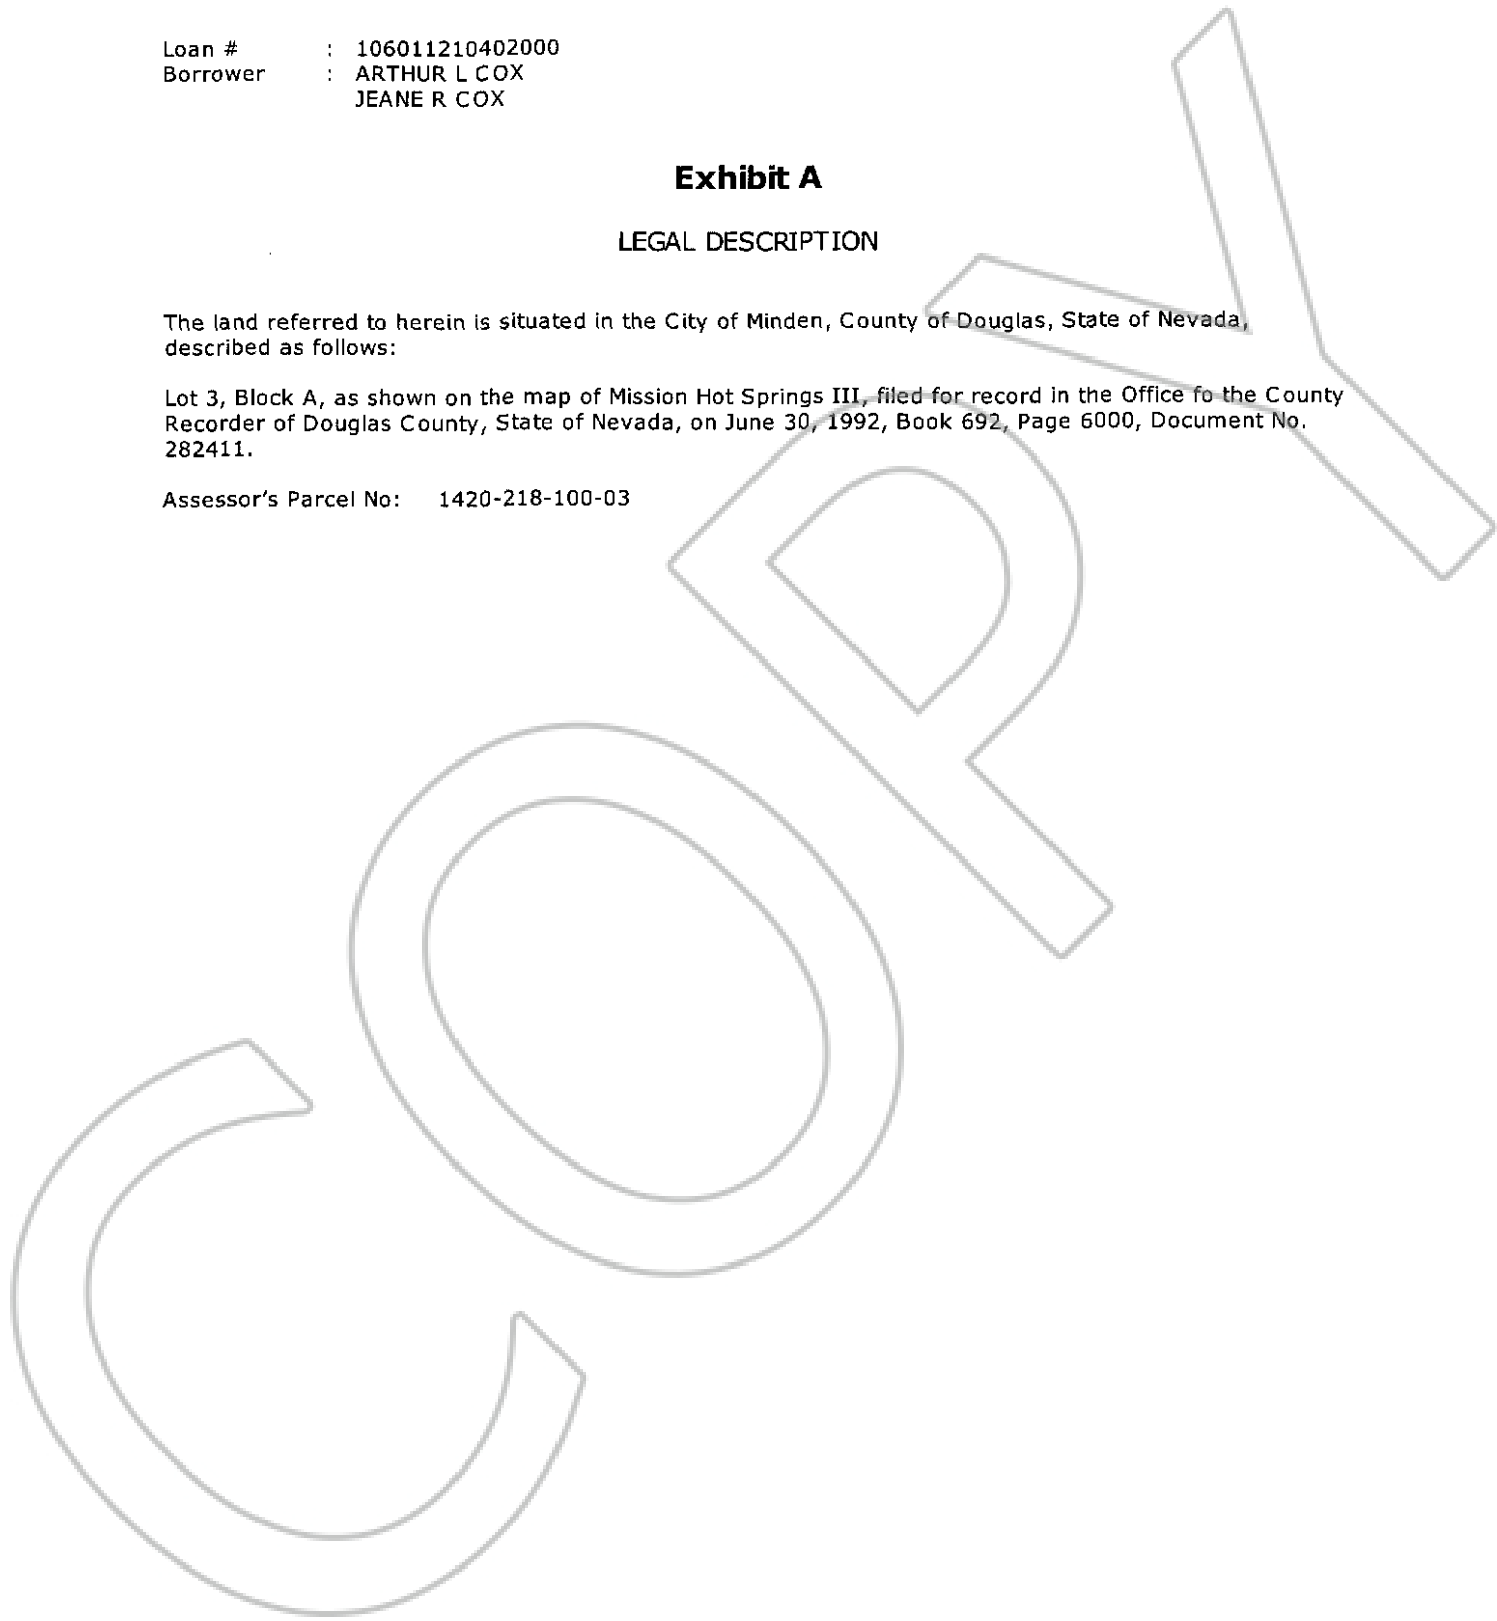 Loan # : 106011210402000
Borrower : ARTHUR L COX
JEANE R COX
Exhibit A
LEGAL DESCRIPTION
The land referred to herein is situated in the City of Minden, County of Douglas, State of Nevada,
described as follows:
Lot 3, Block A, as shown on the map of Mission Hot Springs III, filed for record in the Office fo the County
Recorder of Douglas County, State of Nevada, on June 30, 1992, Book 692, Page 6000, Document No.
282411.
Assessor's Parcel No: 1420-218-100-03
COPY